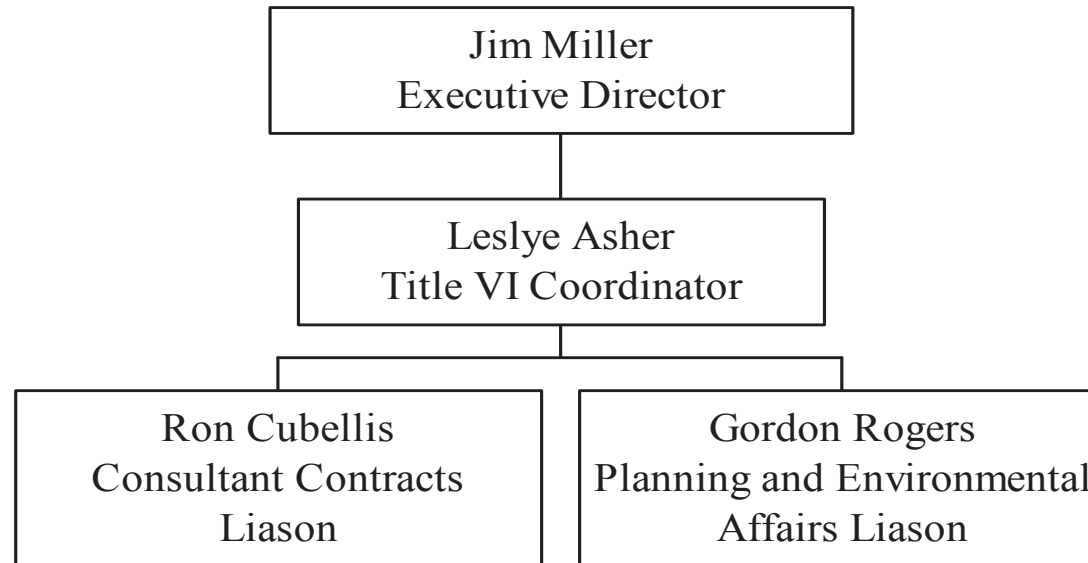 Jim Miller
Executive Director
Leslye Asher
Title VI Coordinator
Ron Cubellis
Consultant Contracts
Liason
Gordon Rogers
Planning and Environmental
Affairs Liason